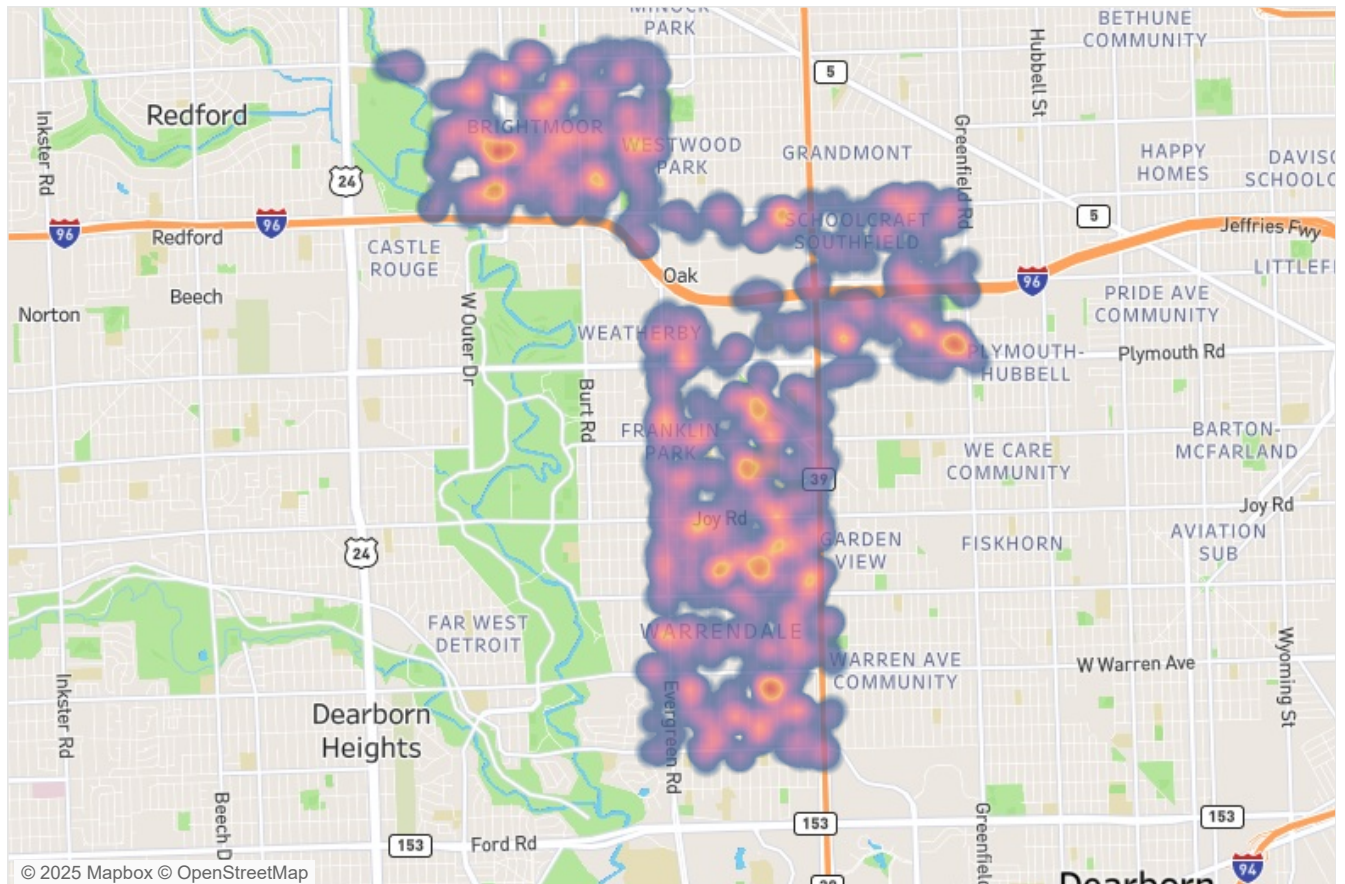 MINOCK
PARK
BETHUNE
COMMUNITY
Hubbell St
5
Redford
Inkster Rd
BRIGHTMOOR
WESTWOOD
PARK
GRANDMONT
Greenfield Rd
HAPPY
HOMES
24
5
SCHOOLCRAFT
SOUTHFIELD
96
96
Redford
CASTLE
ROUGE
Jeffries Fwy
Oak
96
Beech
Norton
W Outer Dr
WEATHERBY
PRIDE AVE
COMMUNITY
PLYMOUTH-
HUBBELL
Plymouth Rd
Burt Rd
FRANKLIN
PARK
WE CARE
COMMUNITY
BARTON-
MCFARLAND
39
Joy Rd
Joy Rd
GARDEN
VIEW
FISKHORN
AVIATION
SUB
24
FAR WEST
DETROIT
WARRENDALE
WARREN AVE
COMMUNITY
W Warren Ave
Wyoming St
Inkster Rd
Dearborn
Heights
Evergreen Rd
Beech D
153
Ford Rd
153
153
Greenfield
94
Dearborn
39
© 2025 Mapbox © OpenStreetMap